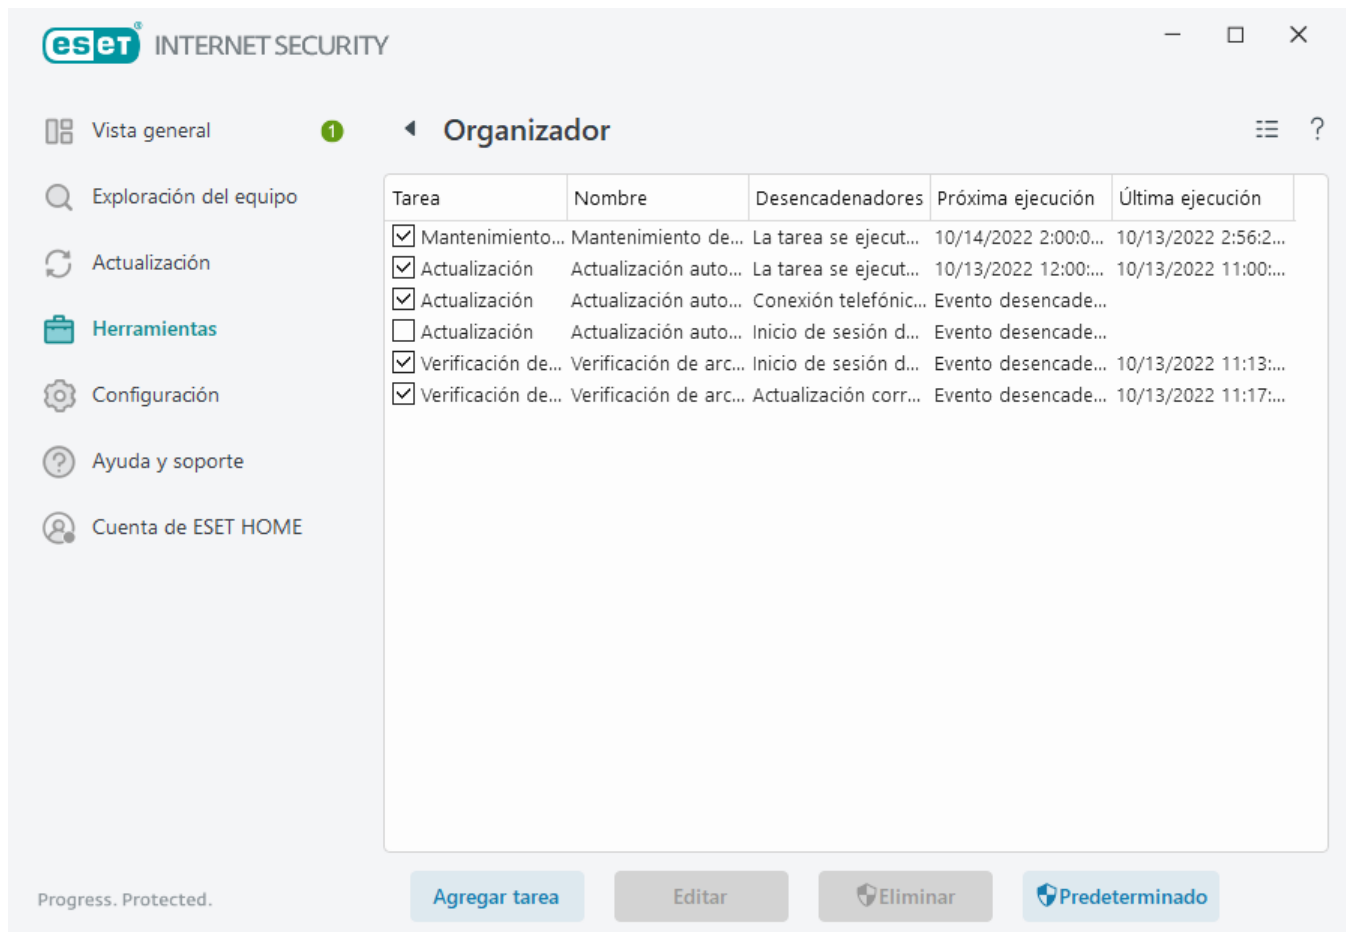 eset® INTERNET SECURITY
Vista general 1
Exploración del equipo
Actualización
Herramientas
Configuración
Ayuda y soporte
Cuenta de ESET HOME
Progress. Protected.
Organizador ?
Tarea Nombre Desencadenadores Próxima ejecución Última ejecución
Mantenimiento... Mantenimiento de... La tarea se ejecut... 10/14/2022 2:00:0... 10/13/2022 2:56:2...
Actualización Actualización auto... La tarea se ejecut... 10/13/2022 12:00:... 10/13/2022 11:00:...
Actualización Actualización auto... Conexión telefónic... Evento desencade...
Actualización Actualización auto... Inicio de sesión d... Evento desencade...
Verificación de... Verificación de arc... Inicio de sesión d... Evento desencade... 10/13/2022 11:13:...
Verificación de... Verificación de arc... Actualización corr... Evento desencade... 10/13/2022 11:17:...
Agregar tarea Editar Eliminar Predeterminado